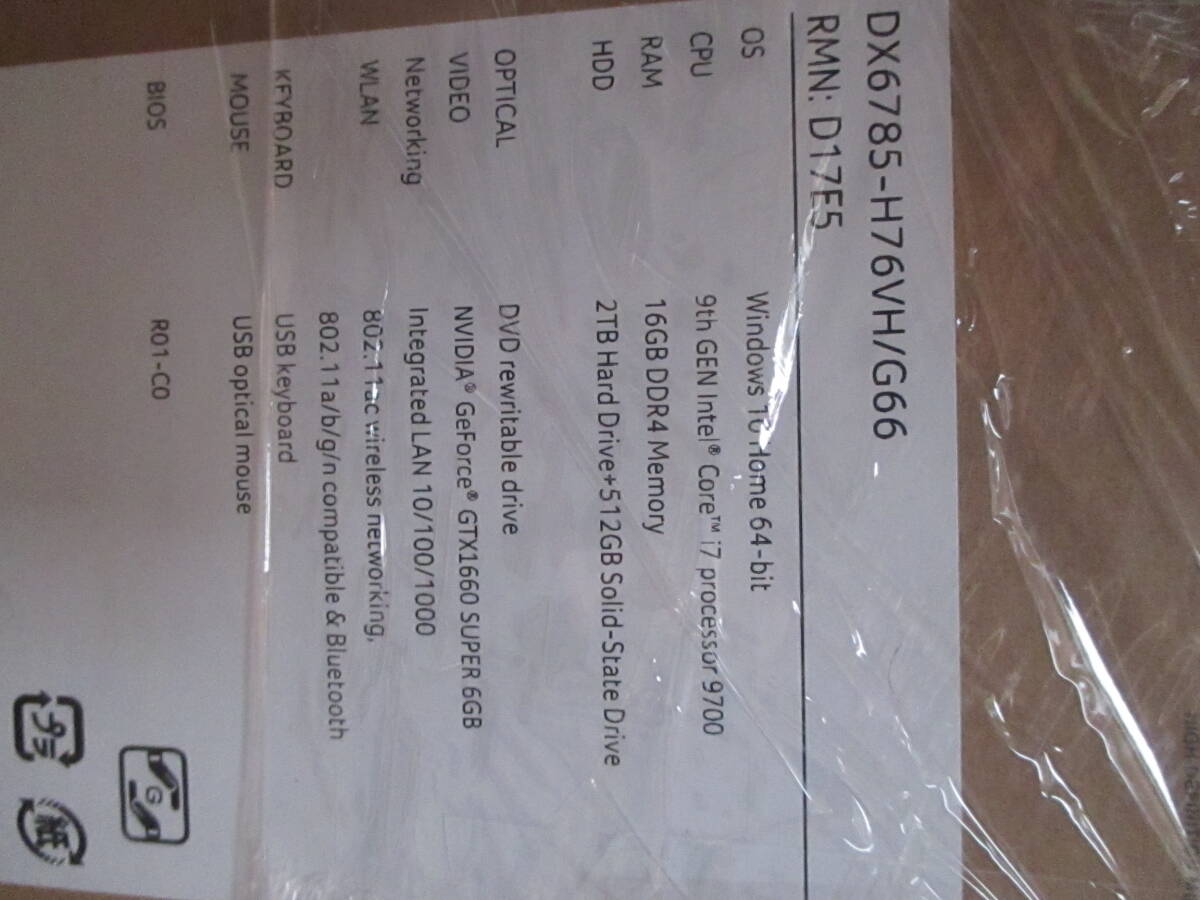 DX6785-H76VH/G66
RMN: D17E5
OS Windows 10 Home 64-bit
CPU 9th GEN Intel® Core™ i7 processor 9700
RAM 16GB DDR4 Memory
HDD 2TB Hard Drive+512GB Solid-State Drive
OPTICAL DVD rewritable drive
VIDEO NVIDIA® GeForce® GTX1660 SUPER 6GB
Networking Integrated LAN 10/100/1000
WLAN 802.11ac wireless networking,
802.11a/b/g/n compatible & Bluetooth
KEYBOARD USB keyboard
MOUSE USB optical mouse
BIOS R01-C0
G
プラ
紙